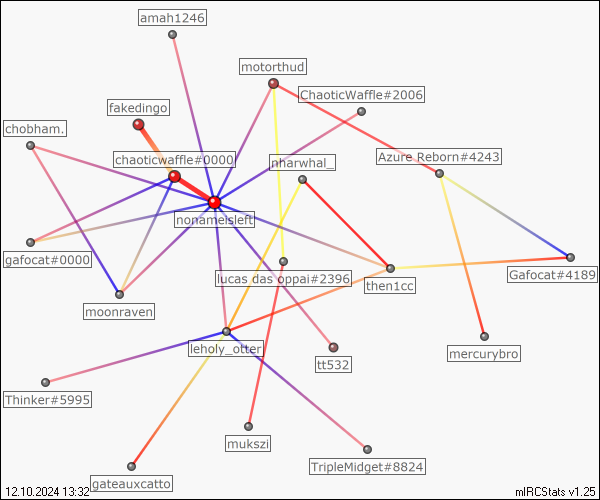 amah1246
motorthud
ChaoticWaffle#2006
fakedingo
chobham.
chaoticwaffle#0000
nharwhal_
Azure Reborn#4243
nonameisleft
gafocat#0000
lucas das oppai#2396
then1cc
Gafocat#4189
moonraven
leholy_otter
tt532
mercurybro
Thinker#5995
mukszi
TripleMidget#8824
gateauxcatto
12.10.2024 13:32
mIRCStats v1.25